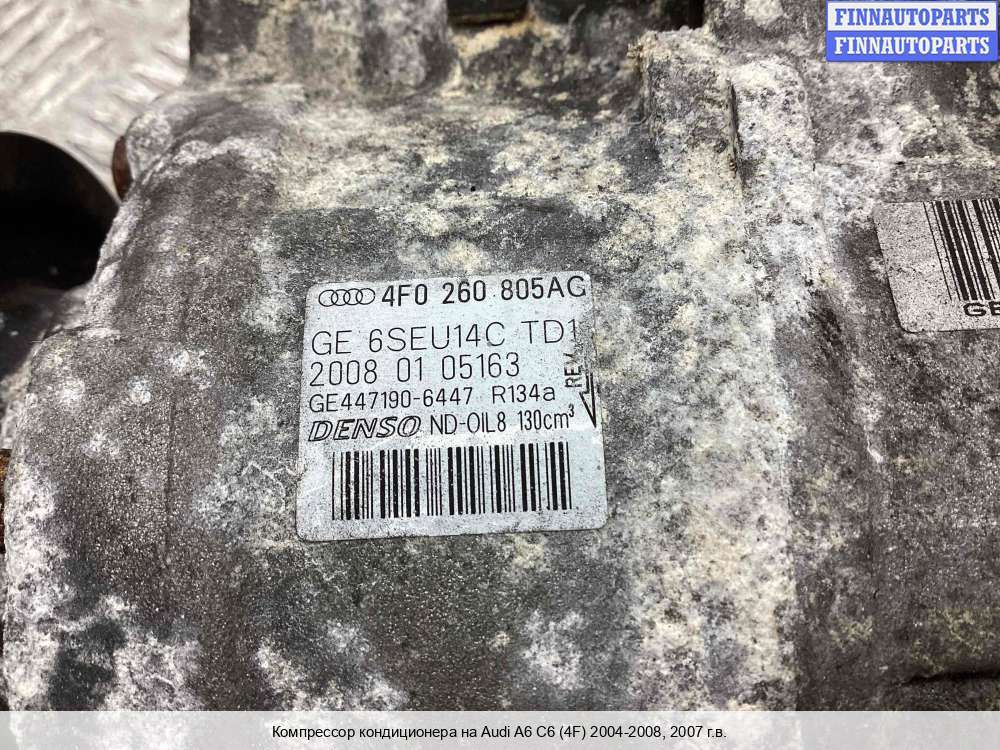 FINNAUTOPARTS
FINNAUTOPARTS
4F0 260 805AG
GE 6SEU14C TD1
2008 01 05163
GE447190-6447 R134a
REV.
DENSO ND-OIL8 130cm³
GE
Компрессор кондиционера на Audi A6 C6 (4F) 2004-2008, 2007 г.в.